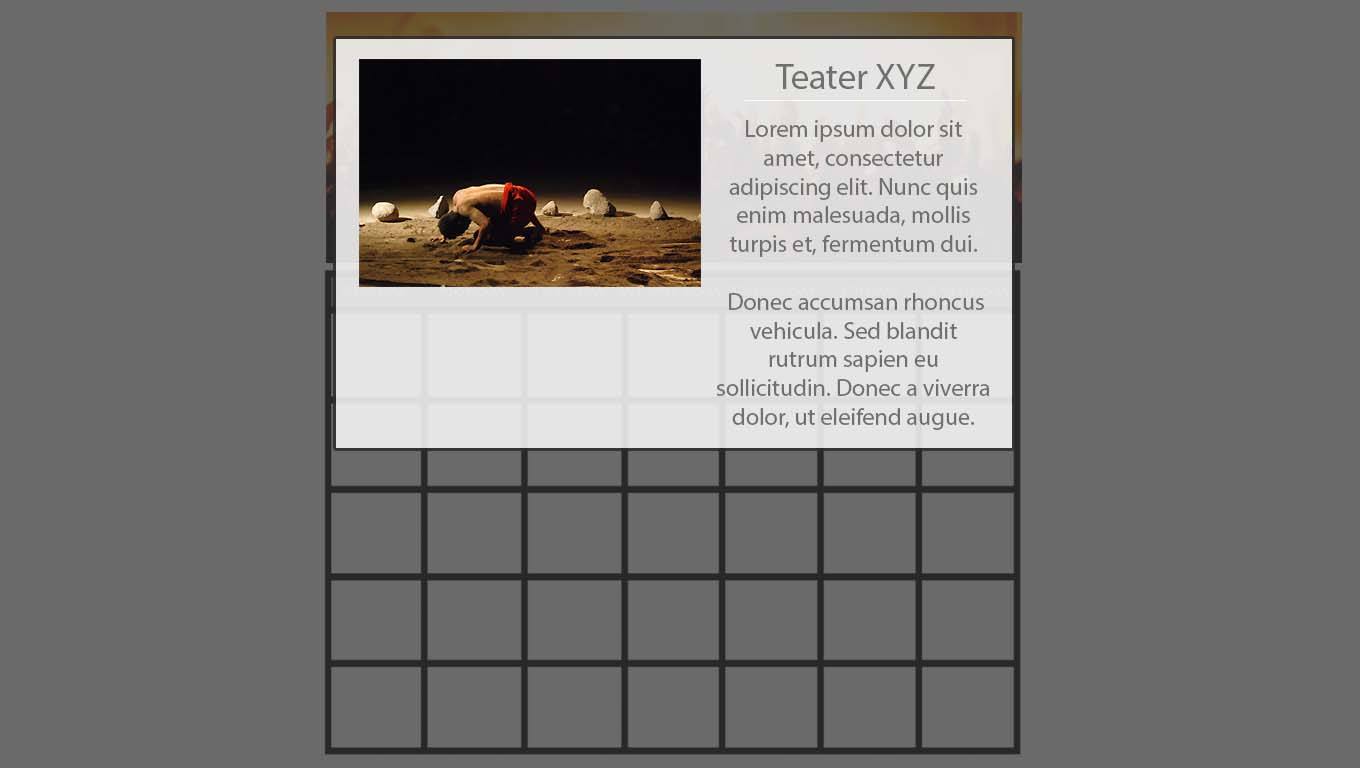 Teater XYZ
Lorem ipsum dolor sit
amet, consectetur
adipiscing elit. Nunc quis
enim malesuada, mollis
turpis et, fermentum dui.
Donec accumsan rhoncus
vehicula. Sed blandit
rutrum sapien eu
sollicitudin. Donec a viverra
dolor, ut eleifend augue.